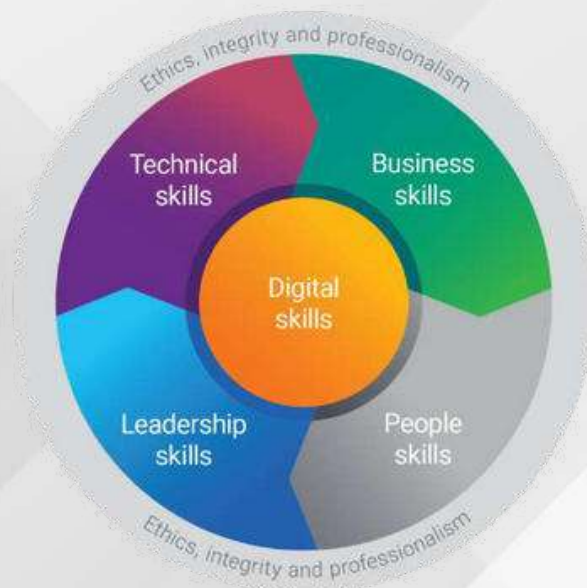 Ethics, integrity and professionalism
Technical
skills
Business
skills
Digital
skills
Leadership
skills
People
skills
Ethics, integrity and professionalism